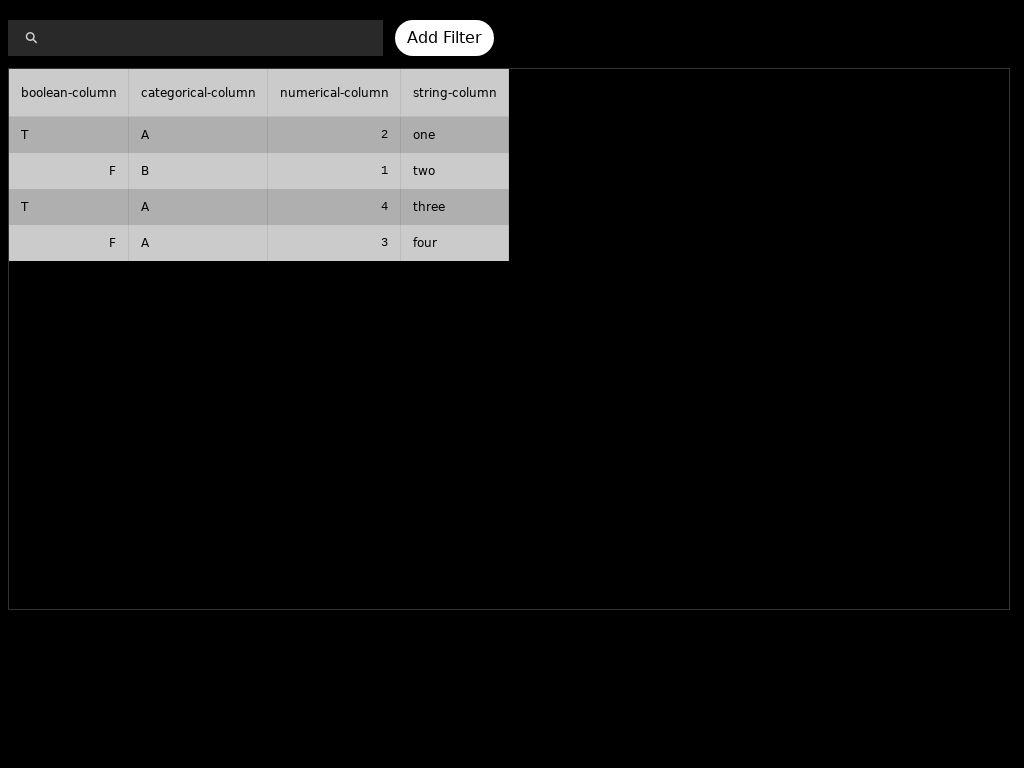 Add Filter
boolean-column categorical-column numerical-column string-column
T A 2 one
F B 1 two
T A 4 three
F A 3 four